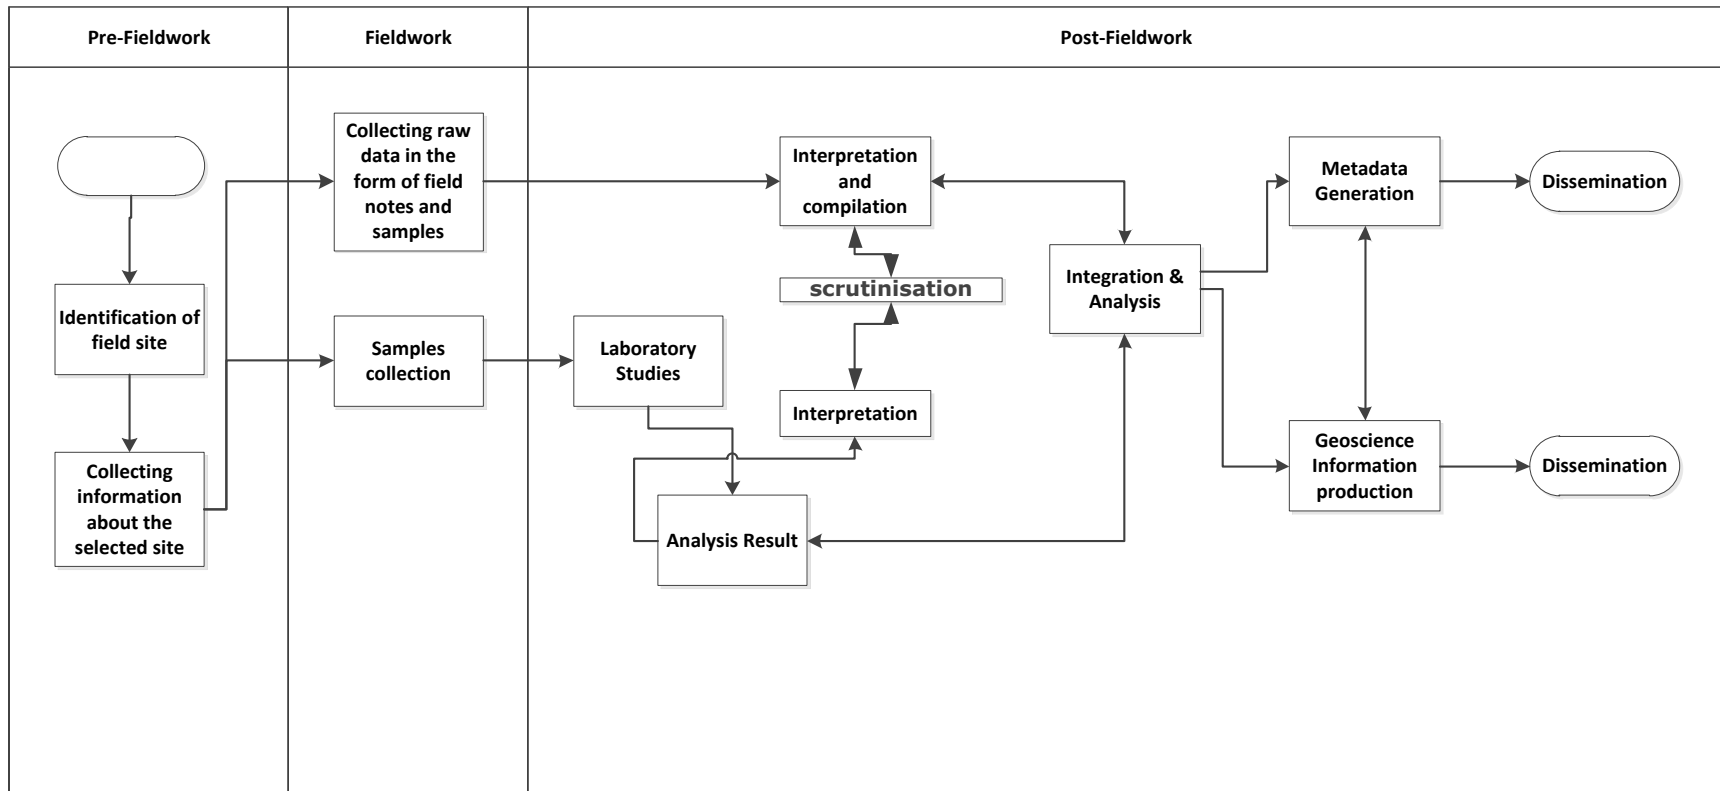 Pre-Fieldwork
Fieldwork
Post-Fieldwork
Identification of
field site
Collecting
information
about the
selected site
Collecting raw
data in the
form of field
notes and
samples
Samples
collection
Laboratory
Studies
Analysis Result
Interpretation
and
compilation
scrutinisation
Interpretation
Integration &
Analysis
Metadada
Generation
Geoscience
Information
production
Dissemination
Dissemination